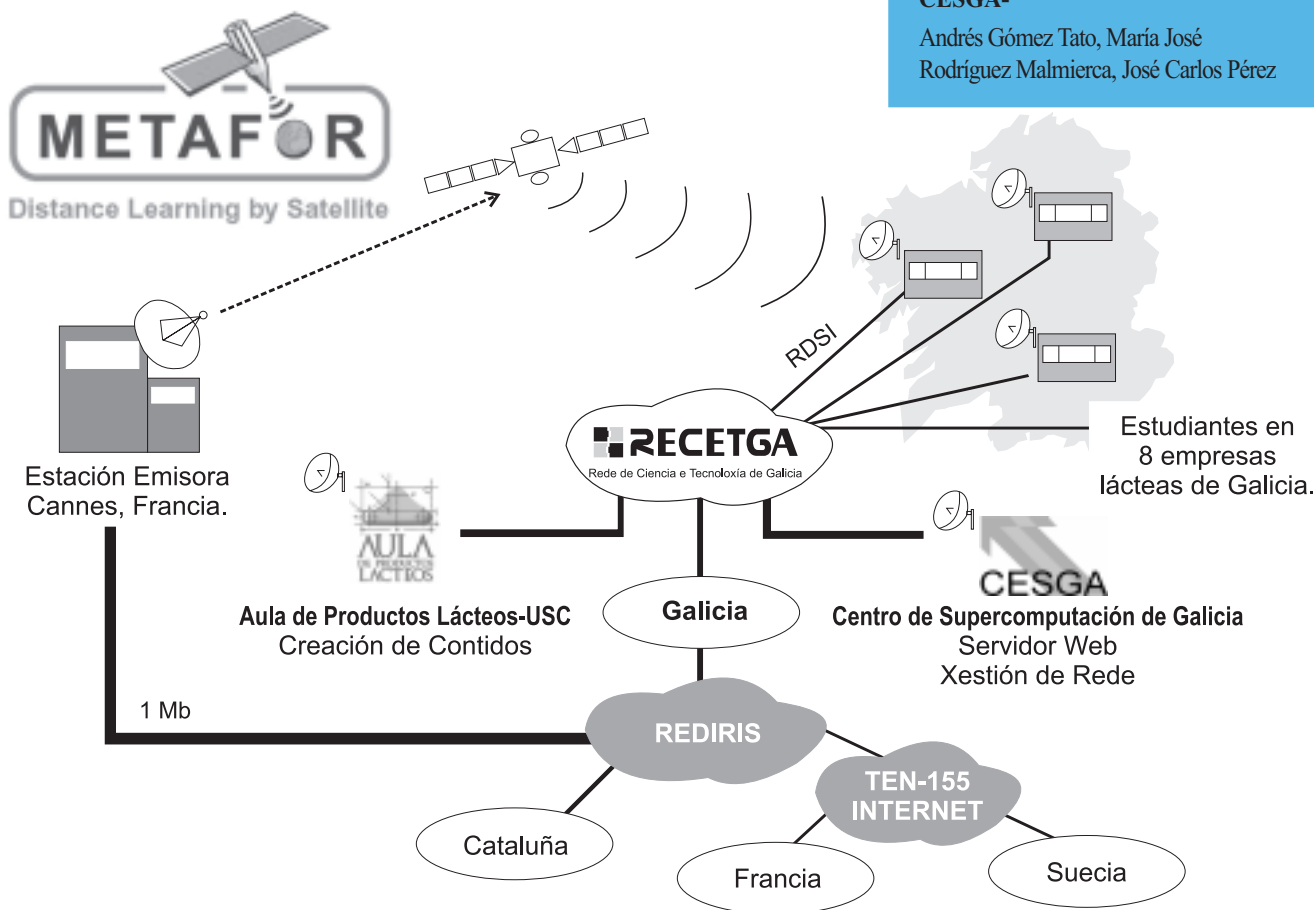 CESGA-
Andrés Gómez Tato, María José
Rodríguez Malmierca, José Carlos Pérez
METAFOR
Distance Learning by Satellite
RDSI
RECETGA
Rede de Ciencia e Tecnoloxía de Galicia
Estudiantes en
8 empresas
lácteas de Galicia.
Estación Emisora
Cannes, Francia.
AULA
DE PRODUCTOS
LACTEOS
CESGA
Aula de Productos Lácteos-USC
Creación de Contidos
Galicia
Centro de Supercomputación de Galicia
Servidor Web
Xestión de Rede
1 Mb
REDIRIS
TEN-155
INTERNET
Cataluña
Francia
Suecia